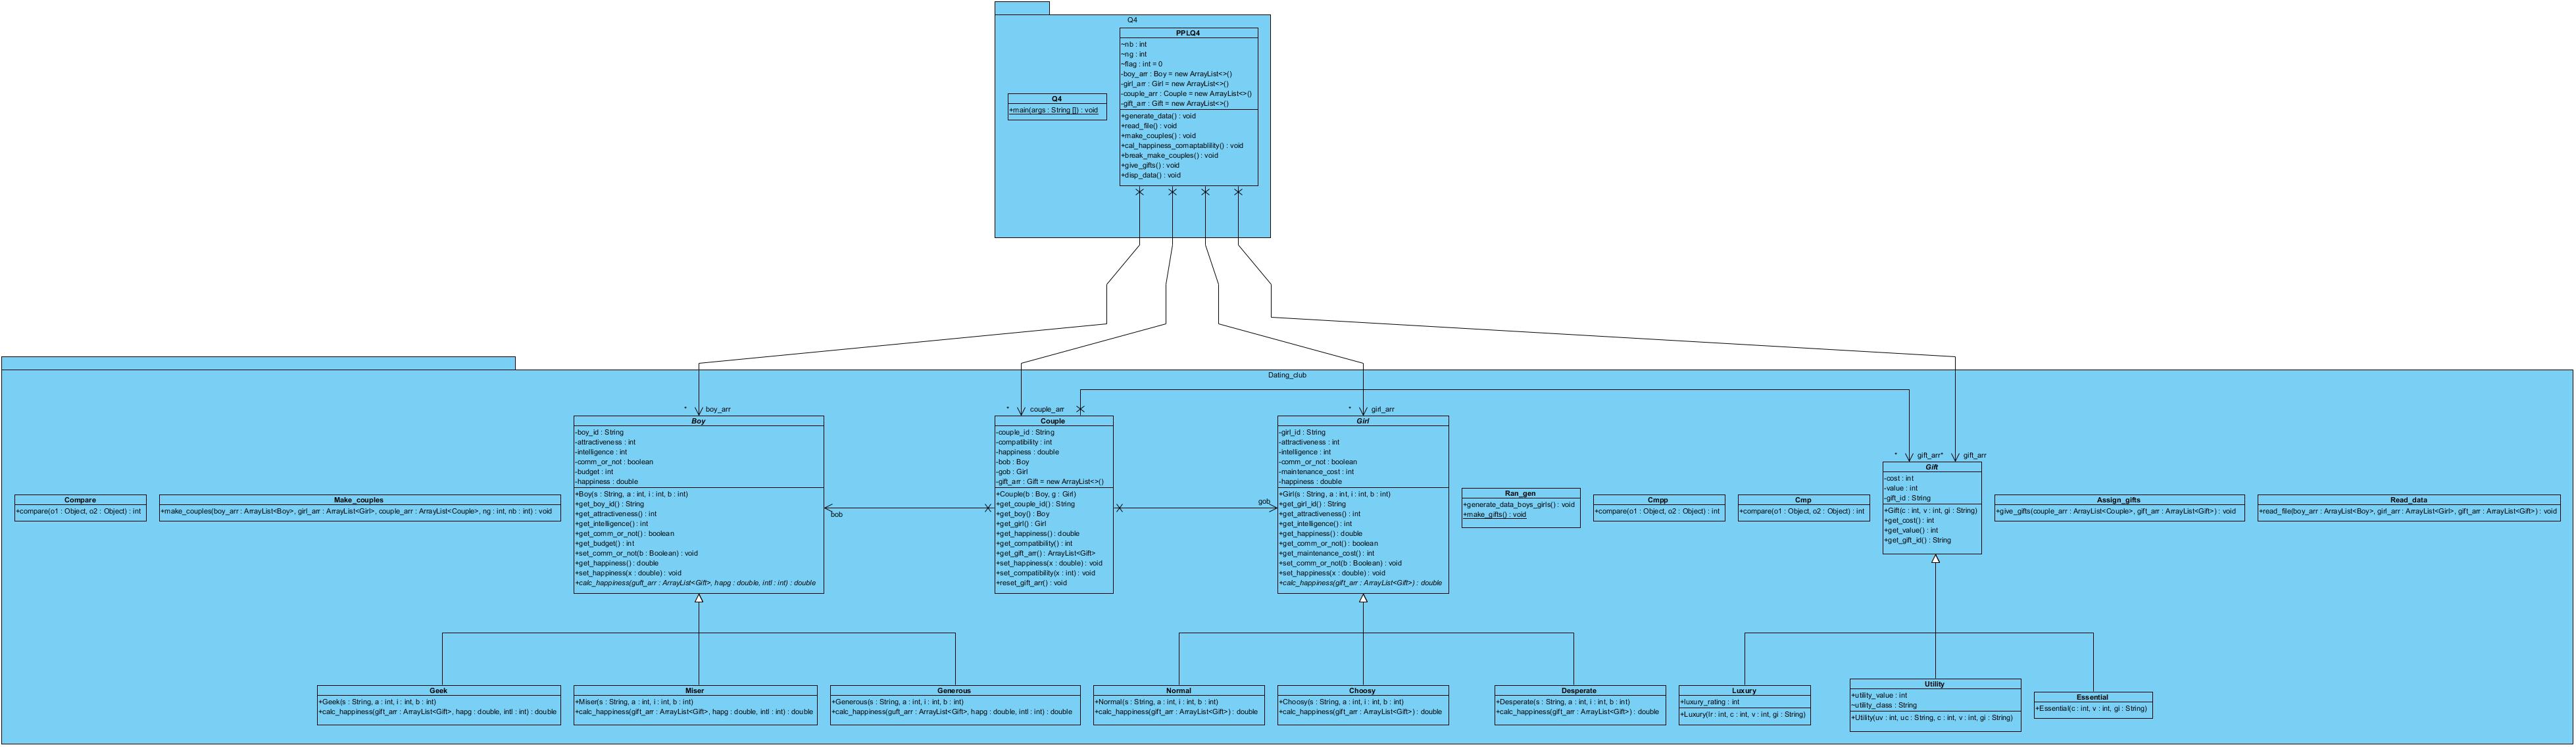 Q4
PPLQ4
~nb : int
~ng : int
~flag : int = 0
-boy_arr : Boy = new ArrayList<>()
-girl_arr : Girl = new ArrayList<>()
-couple_arr : Couple = new ArrayList<>()
-gift_arr : Gift = new ArrayList<>()
+generate_data() : void
+read_file() : void
+make_couples() : void
+cal_happiness_comaptablility() : void
+break_make_couples() : void
+give_gifts() : void
+disp_data() : void
Q4
+main(args : String []) : void
Dating_club
* boy_arr
* couple_arr
* girl_arr
* gift_arr
* gift_arr
bob
gob
Compare
+compare(o1 : Object, o2 : Object) : int
Make_couples
+make_couples(boy_arr : ArrayList<Boy>, girl_arr : ArrayList<Girl>, couple_arr : ArrayList<Couple>, ng : int, nb : int) : void
Boy
-boy_id : String
-attractiveness : int
-intelligence : int
-comm_or_not : boolean
-budget : int
-happiness : double
+Boy(s : String, a : int, i : int, b : int)
+get_boy_id() : String
+get_attractiveness() : int
+get_intelligence() : int
+get_comm_or_not() : boolean
+get_budget() : int
+set_comm_or_not(b : Boolean) : void
+get_happiness() : double
+set_happiness(x : double) : void
+calc_happiness(guft_arr : ArrayList<Gift>, hapg : double, intl : int) : double
Couple
-couple_id : String
-compatibility : int
-happiness : double
-bob : Boy
-gob : Girl
-gift_arr : Gift = new ArrayList<>()
+Couple(b : Boy, g : Girl)
+get_couple_id() : String
+get_boy() : Boy
+get_girl() : Girl
+get_happiness() : double
+get_compatibility() : int
+get_gift_arr() : ArrayList<Gift>
+set_happiness(x : double) : void
+set_compatibility(x : int) : void
+reset_gift_arr() : void
Girl
-girl_id : String
-attractiveness : int
-intelligence : int
-comm_or_not : boolean
-maintenance_cost : int
-happiness : double
+Girl(s : String, a : int, i : int, b : int)
+get_girl_id() : String
+get_attractiveness() : int
+get_intelligence() : int
+get_happiness() : double
+get_comm_or_not() : boolean
+get_maintenance_cost() : int
+set_comm_or_not(b : Boolean) : void
+set_happiness(x : double) : void
+calc_happiness(gift_arr : ArrayList<Gift>) : double
Ran_gen
+generate_data_boys_girls() : void
+make_gifts() : void
Cmpp
+compare(o1 : Object, o2 : Object) : int
Cmp
+compare(o1 : Object, o2 : Object) : int
Gift
-cost : int
-value : int
-gift_id : String
+Gift(c : int, v : int, gi : String)
+get_cost() : int
+get_value() : int
+get_gift_id() : String
Assign_gifts
+give_gifts(couple_arr : ArrayList<Couple>, gift_arr : ArrayList<Gift>) : void
Read_data
+read_file(boy_arr : ArrayList<Boy>, girl_arr : ArrayList<Girl>, gift_arr : ArrayList<Gift>) : void
Geek
+Geek(s : String, a : int, i : int, b : int)
+calc_happiness(gift_arr : ArrayList<Gift>, hapg : double, intl : int) : double
Miser
+Miser(s : String, a : int, i : int, b : int)
+calc_happiness(gift_arr : ArrayList<Gift>, hapg : double, intl : int) : double
Generous
+Generous(s : String, a : int, i : int, b : int)
+calc_happiness(guft_arr : ArrayList<Gift>, hapg : double, intl : int) : double
Normal
+Normal(s : String, a : int, i : int, b : int)
+calc_happiness(gift_arr : ArrayList<Gift>) : double
Choosy
+Choosy(s : String, a : int, i : int, b : int)
+calc_happiness(gift_arr : ArrayList<Gift>) : double
Desperate
+Desperate(s : String, a : int, i : int, b : int)
+calc_happiness(gift_arr : ArrayList<Gift>) : double
Luxury
+luxury_rating : int
+Luxury(lr : int, c : int, v : int, gi : String)
Utility
+utility_value : int
~utility_class : String
+Utility(uv : int, uc : String, c : int, v : int, gi : String)
Essential
+Essential(c : int, v : int, gi : String)